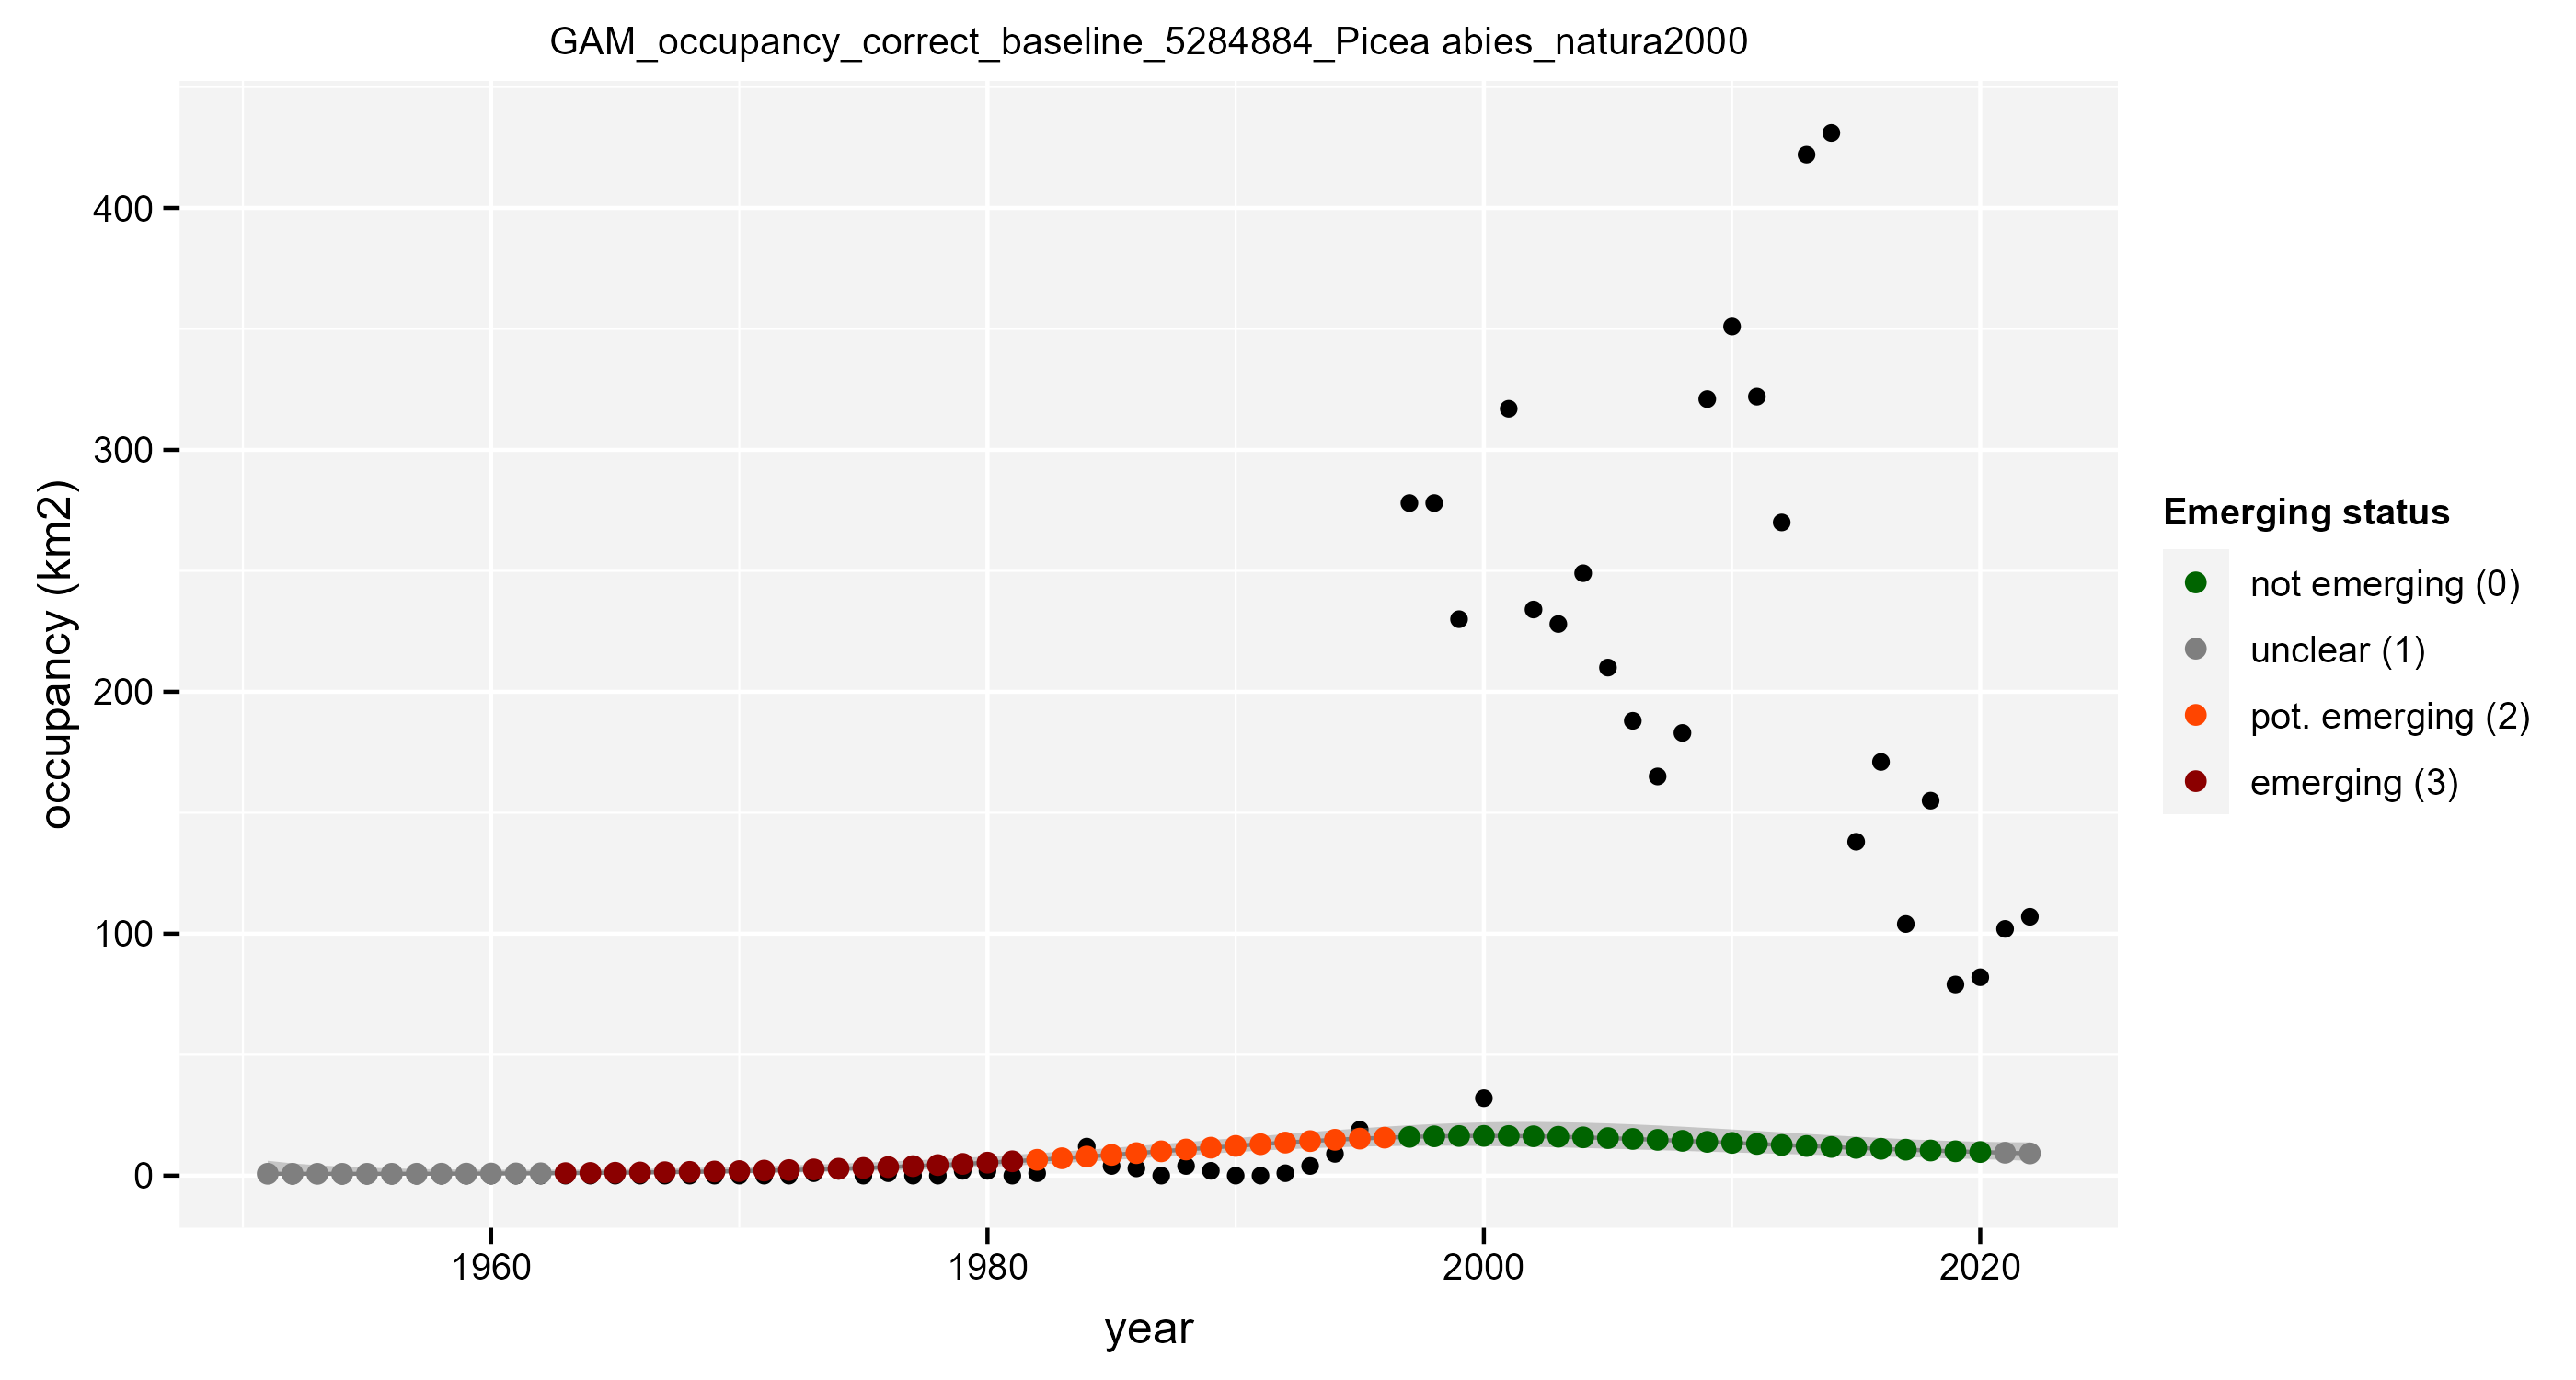 GAM_occupancy_correct_baseline_5284884_Picea abies_natura2000
occupancy (km2)
400
300
200
100
0
1960
1980
2000
2020
year
Emerging status
not emerging (0)
unclear (1)
pot. emerging (2)
emerging (3)